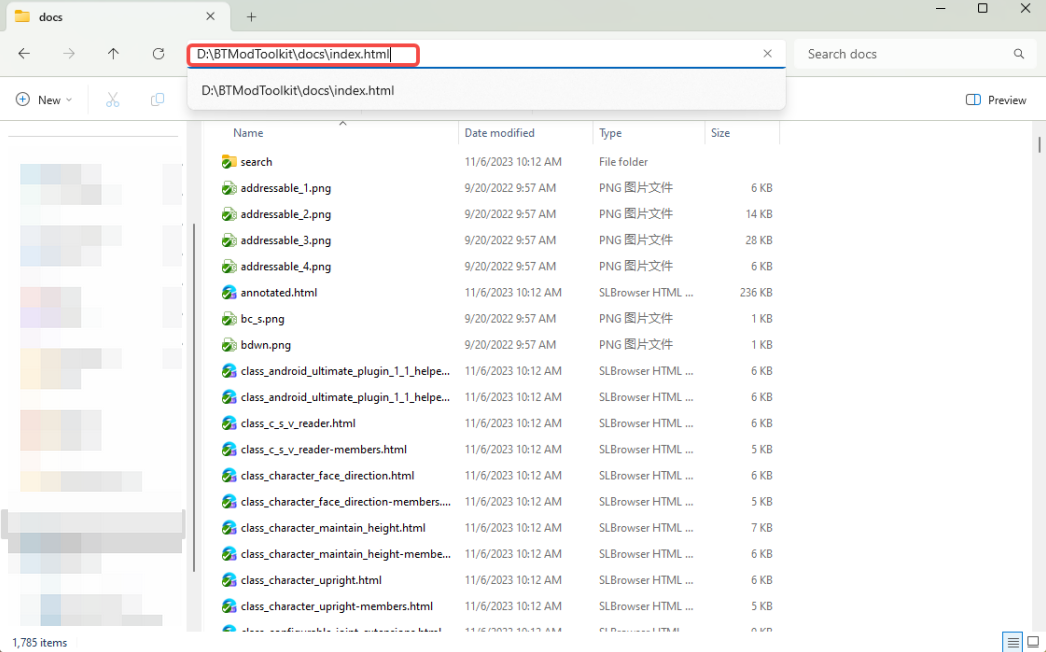 docs
D:\BTModToolkit\docs\index.html
Search docs
D:\BTModToolkit\docs\index.html
New
Preview
Name Date modified Type Size
search 11/6/2023 10:12 AM File folder
addressable_1.png 9/20/2022 9:57 AM PNG 图片文件 6 KB
addressable_2.png 9/20/2022 9:57 AM PNG 图片文件 14 KB
addressable_3.png 9/20/2022 9:57 AM PNG 图片文件 28 KB
addressable_4.png 9/20/2022 9:57 AM PNG 图片文件 6 KB
annotated.html 11/6/2023 10:12 AM SLBrowser HTML ... 236 KB
bc_s.png 9/20/2022 9:57 AM PNG 图片文件 1 KB
bdwn.png 9/20/2022 9:57 AM PNG 图片文件 1 KB
class_android_ultimate_plugin_1_1_helpe... 11/6/2023 10:12 AM SLBrowser HTML ... 6 KB
class_android_ultimate_plugin_1_1_helpe... 11/6/2023 10:12 AM SLBrowser HTML ... 6 KB
class_c_s_v_reader.html 11/6/2023 10:12 AM SLBrowser HTML ... 6 KB
class_c_s_v_reader-members.html 11/6/2023 10:12 AM SLBrowser HTML ... 5 KB
class_character_face_direction.html 11/6/2023 10:12 AM SLBrowser HTML ... 6 KB
class_character_face_direction-members.... 11/6/2023 10:12 AM SLBrowser HTML ... 5 KB
class_character_maintain_height.html 11/6/2023 10:12 AM SLBrowser HTML ... 7 KB
class_character_maintain_height-membe... 11/6/2023 10:12 AM SLBrowser HTML ... 6 KB
class_character_upright.html 11/6/2023 10:12 AM SLBrowser HTML ... 6 KB
class_character_upright-members.html 11/6/2023 10:12 AM SLBrowser HTML ... 5 KB
1,785 items